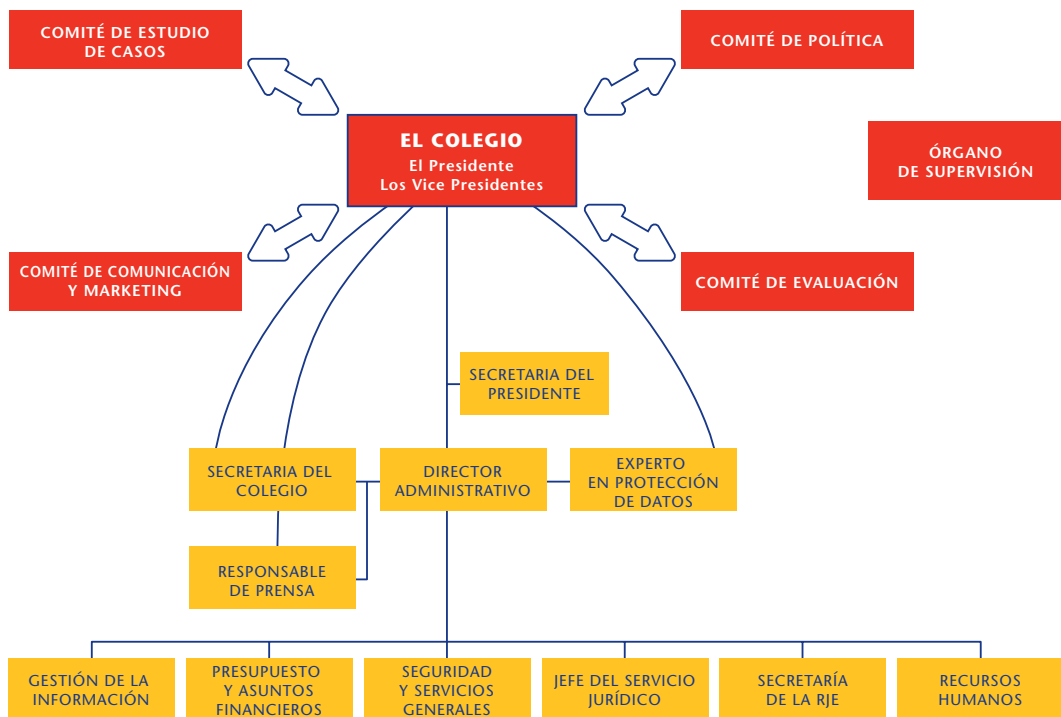 COMITÉ DE ESTUDIO
DE CASOS
COMITÉ DE POLÍTICA
EL COLEGIO
El Presidente
Los Vice Presidentes
ÓRGANO
DE SUPERVISIÓN
COMITÉ DE COMUNICACIÓN
Y MARKETING
COMITÉ DE EVALUACIÓN
SECRETARIA DEL
PRESIDENTE
SECRETARIA DEL
COLEGIO
DIRECTOR
ADMINISTRATIVO
EXPERTO
EN PROTECCIÓN
DE DATOS
RESPONSABLE
DE PRENSA
GESTIÓN DE LA
INFORMACIÓN
PRESUPUESTO
Y ASUNTOS
FINANCIEROS
SEGURIDAD
Y SERVICIOS
GENERALES
JEFE DEL SERVICIO
JURÍDICO
SECRETARÍA
DE LA RJE
RECURSOS
HUMANOS